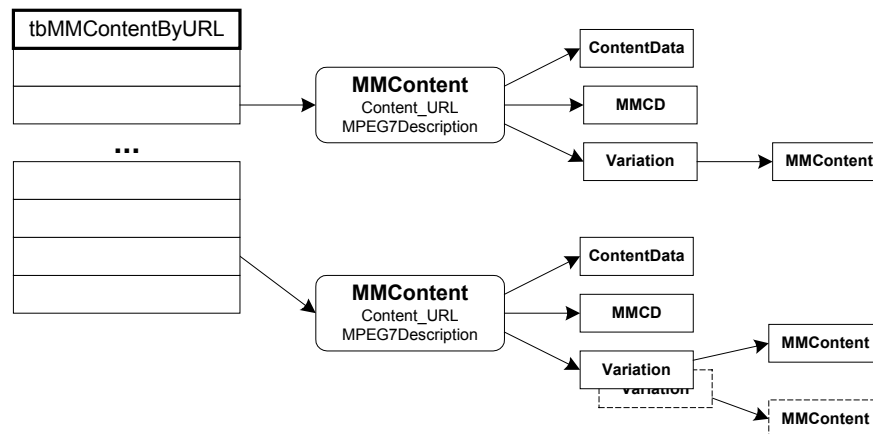 tbMMContentByURL
...
MMContent
Content_URL
MPEG7Description
ContentData
MMCD
Variation
MMContent
MMContent
Content_URL
MPEG7Description
ContentData
MMCD
Variation
Variation
MMContent
MMContent